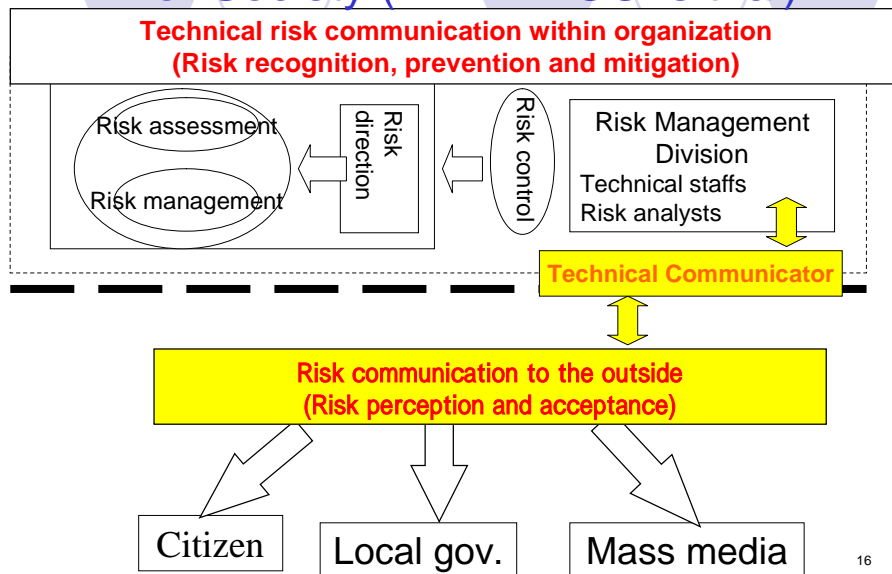 Technical risk communication within organization
(Risk recognition, prevention and mitigation)
Risk assessment
Risk management
Risk
direction
Risk control
Risk Management
Division
Technical staffs
Risk analysts
Technical Communicator
Risk communication to the outside
(Risk perception and acceptance)
Citizen
Local gov.
Mass media
16